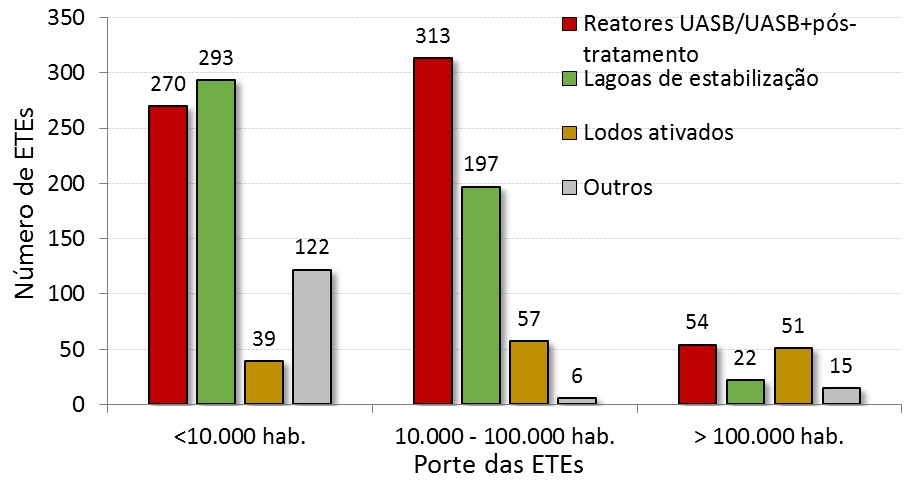 350
300
250
200
150
100
50
0
Número de ETEs
270
293
39
122
313
197
57
6
54
22
51
15
Reatores UASB/UASB+pós-
tratamento
Lagoas de estabilização
Lodos ativados
Outros
<10.000 hab.
10.000 - 100.000 hab.
> 100.000 hab.
Porte das ETEs